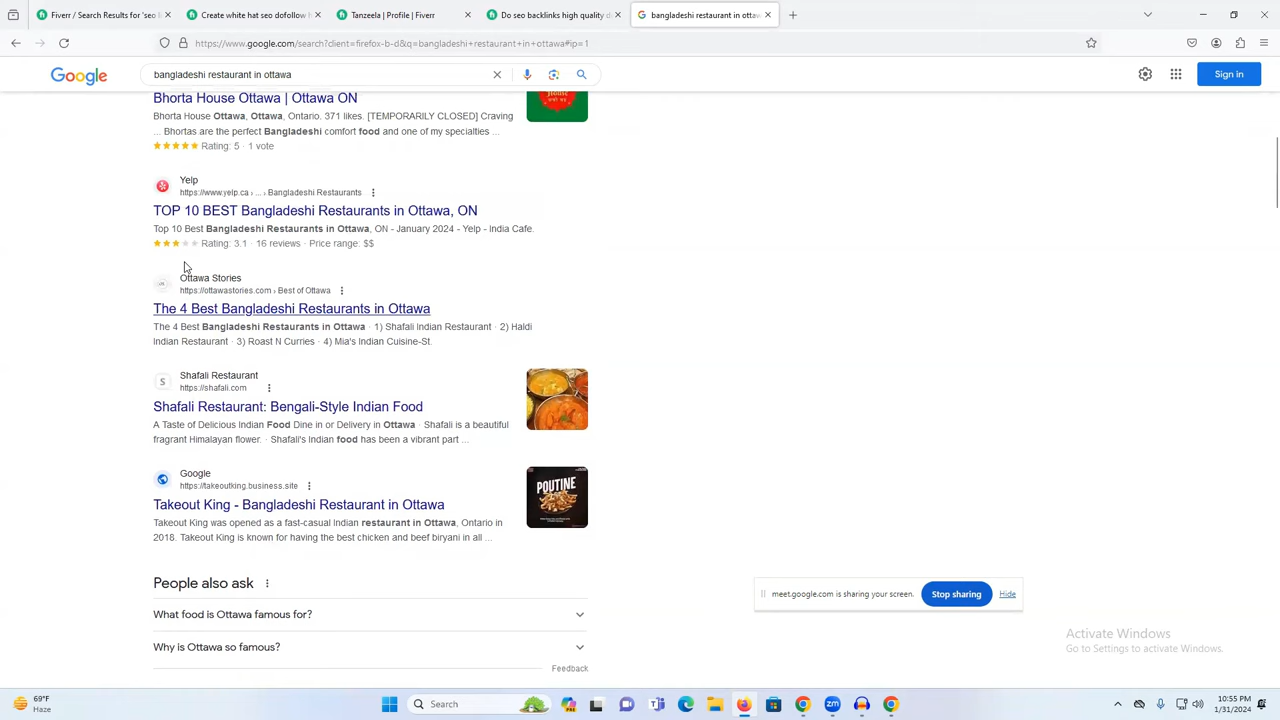 Fiverr / Search Results for 'se
Create white hat seo dofollow
Tanzeela | Profile | Fiverr
Do seo backlinks high quality d
bangladeshi restaurant in ottaw
https://www.google.com/search?client=firefox-b-d&q=bangladeshi+restaurant+in+ottawa#ip=1
Google
bangladeshi restaurant in ottawa
Sign in
Bhorta House Ottawa | Ottawa ON
Bhorta House Ottawa, Ottawa, Ontario. 371 likes. [TEMPORARILY CLOSED] Craving
... Bhortas are the perfect Bangladeshi comfort food and one of my specialties ...
Rating: 5 · 1 vote
Yelp
https://www.yelp.ca › ... › Bangladeshi Restaurants
TOP 10 BEST Bangladeshi Restaurants in Ottawa, ON
Top 10 Best Bangladeshi Restaurants in Ottawa, ON - January 2024 - Yelp - India Cafe.
Rating: 3.1 · 16 reviews · Price range: $$
Ottawa Stories
https://ottawastories.com › Best of Ottawa
The 4 Best Bangladeshi Restaurants in Ottawa
The 4 Best Bangladeshi Restaurants in Ottawa · 1) Shafali Indian Restaurant · 2) Haldi
Indian Restaurant · 3) Roast N Curries · 4) Mia's Indian Cuisine-St.
S
Shafali Restaurant
https://shafali.com
Shafali Restaurant: Bengali-Style Indian Food
A Taste of Delicious Indian Food Dine in or Delivery in Ottawa · Shafali is a beautiful
fragrant Himalayan flower. · Shafali's Indian food has been a vibrant part ...
Google
https://takeoutking.business.site
Takeout King - Bangladeshi Restaurant in Ottawa
Takeout King was opened as a fast-casual Indian restaurant in Ottawa, Ontario in
2018. Takeout King is known for having the best chicken and beef biryani in all ...
POUTINE
People also ask
What food is Ottawa famous for?
Why is Ottawa so famous?
Feedback
meet.google.com is sharing your screen.
Stop sharing
Hide
Activate Windows
Go to Settings to activate Windows.
69°F
Haze
Search
10:55 PM
1/31/2024